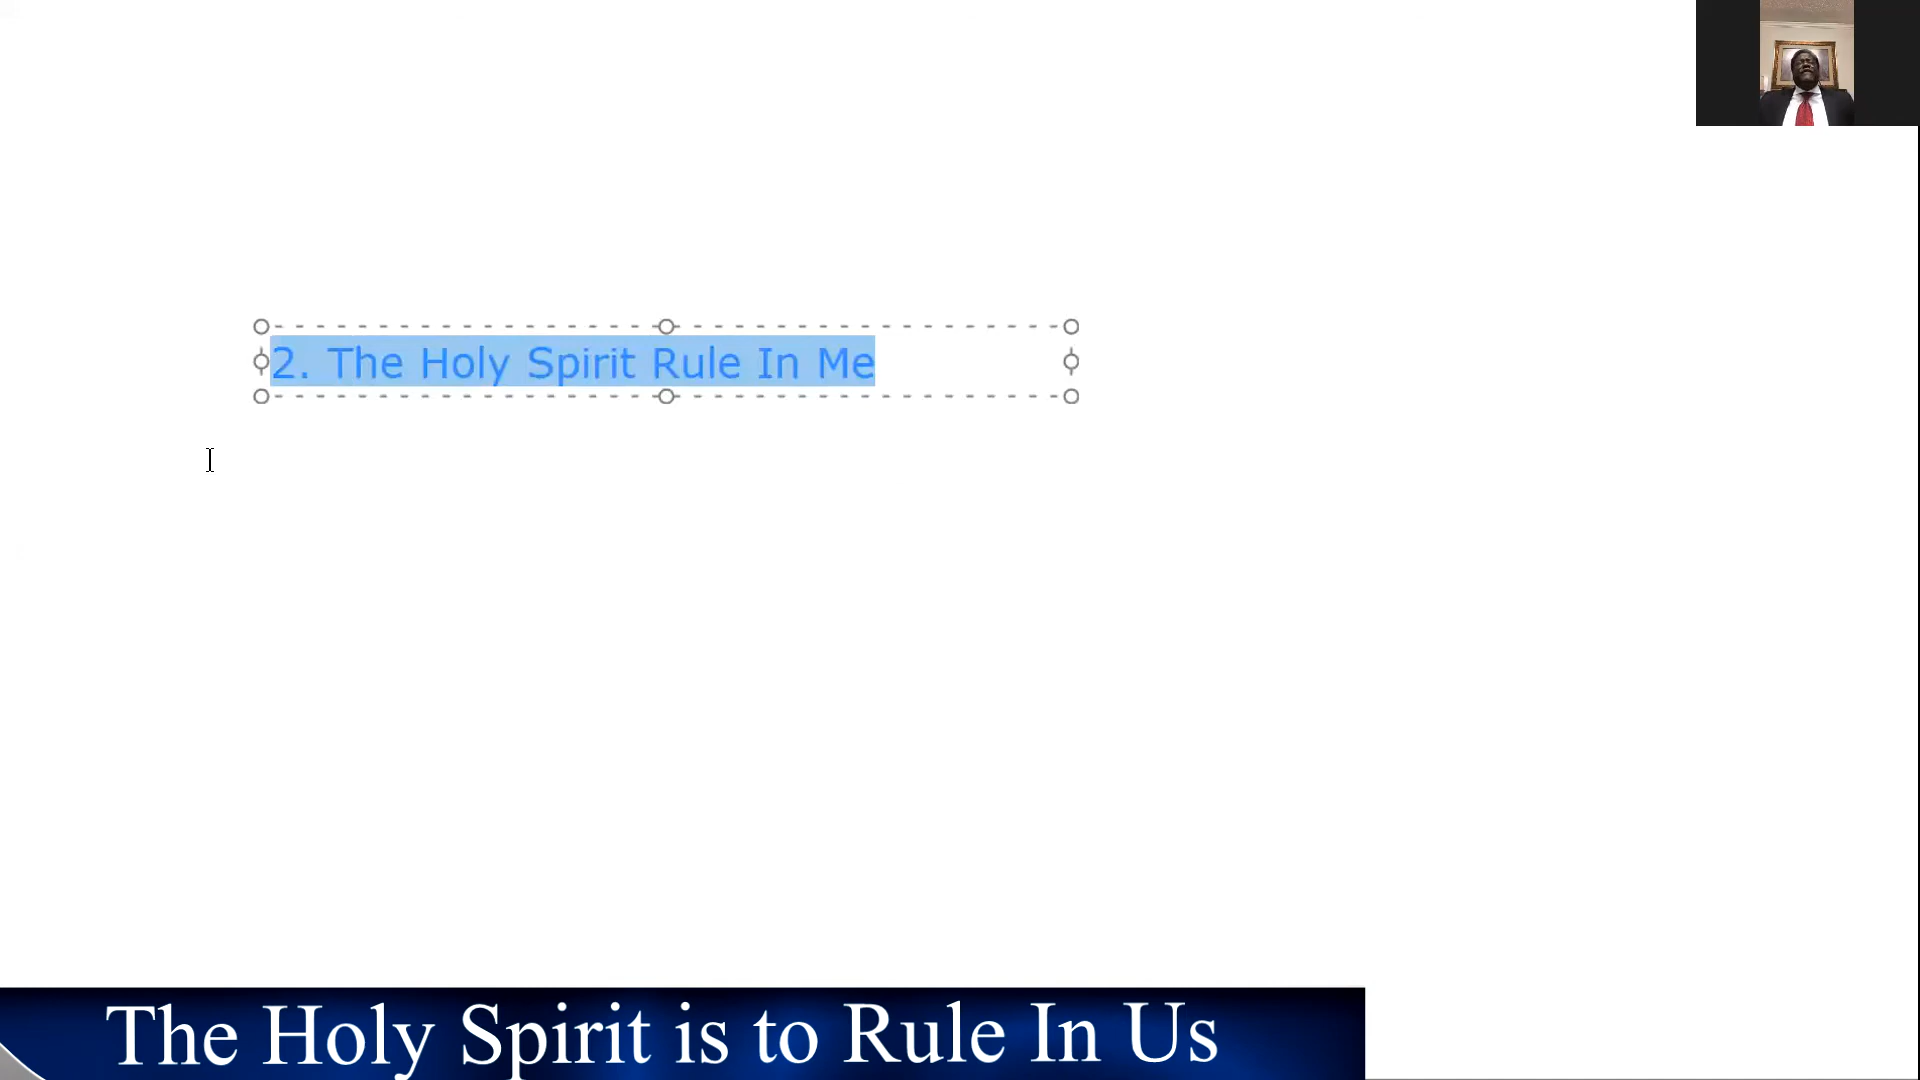 2. The Holy Spirit Rule In Me
The Holy Spirit is to Rule In Us